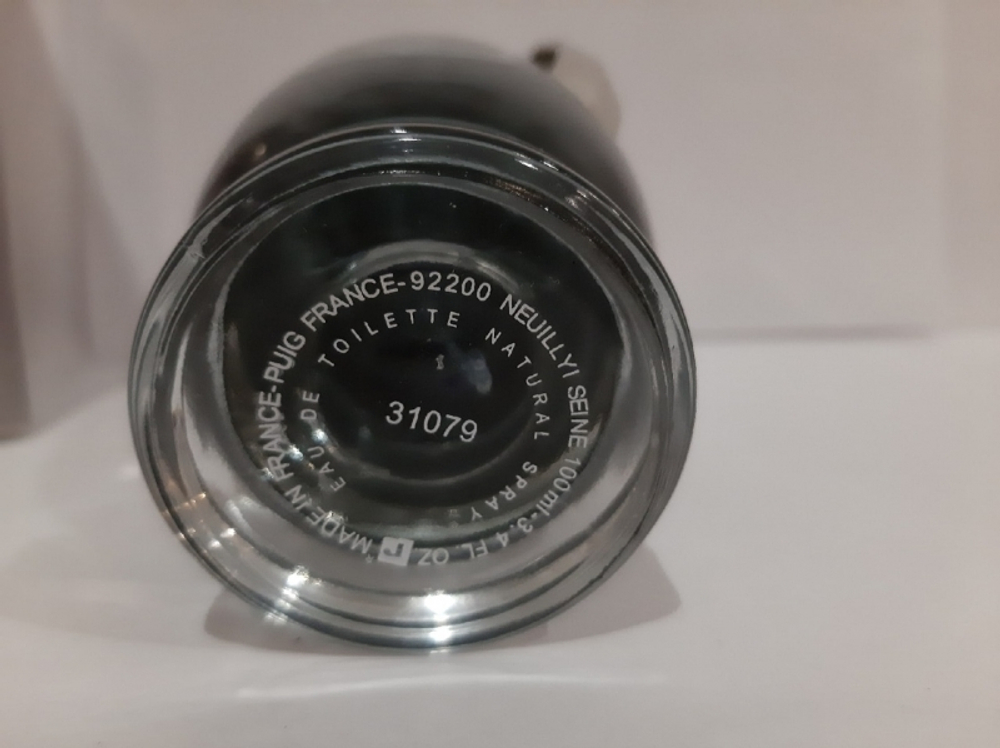 MADE IN FRANCE-PUIG FRANCE-92200 NEUILLY/ SEINE 100ml-3.4 FL. OZ
EAU DE TOILETTE NATURAL SPRAY
31079